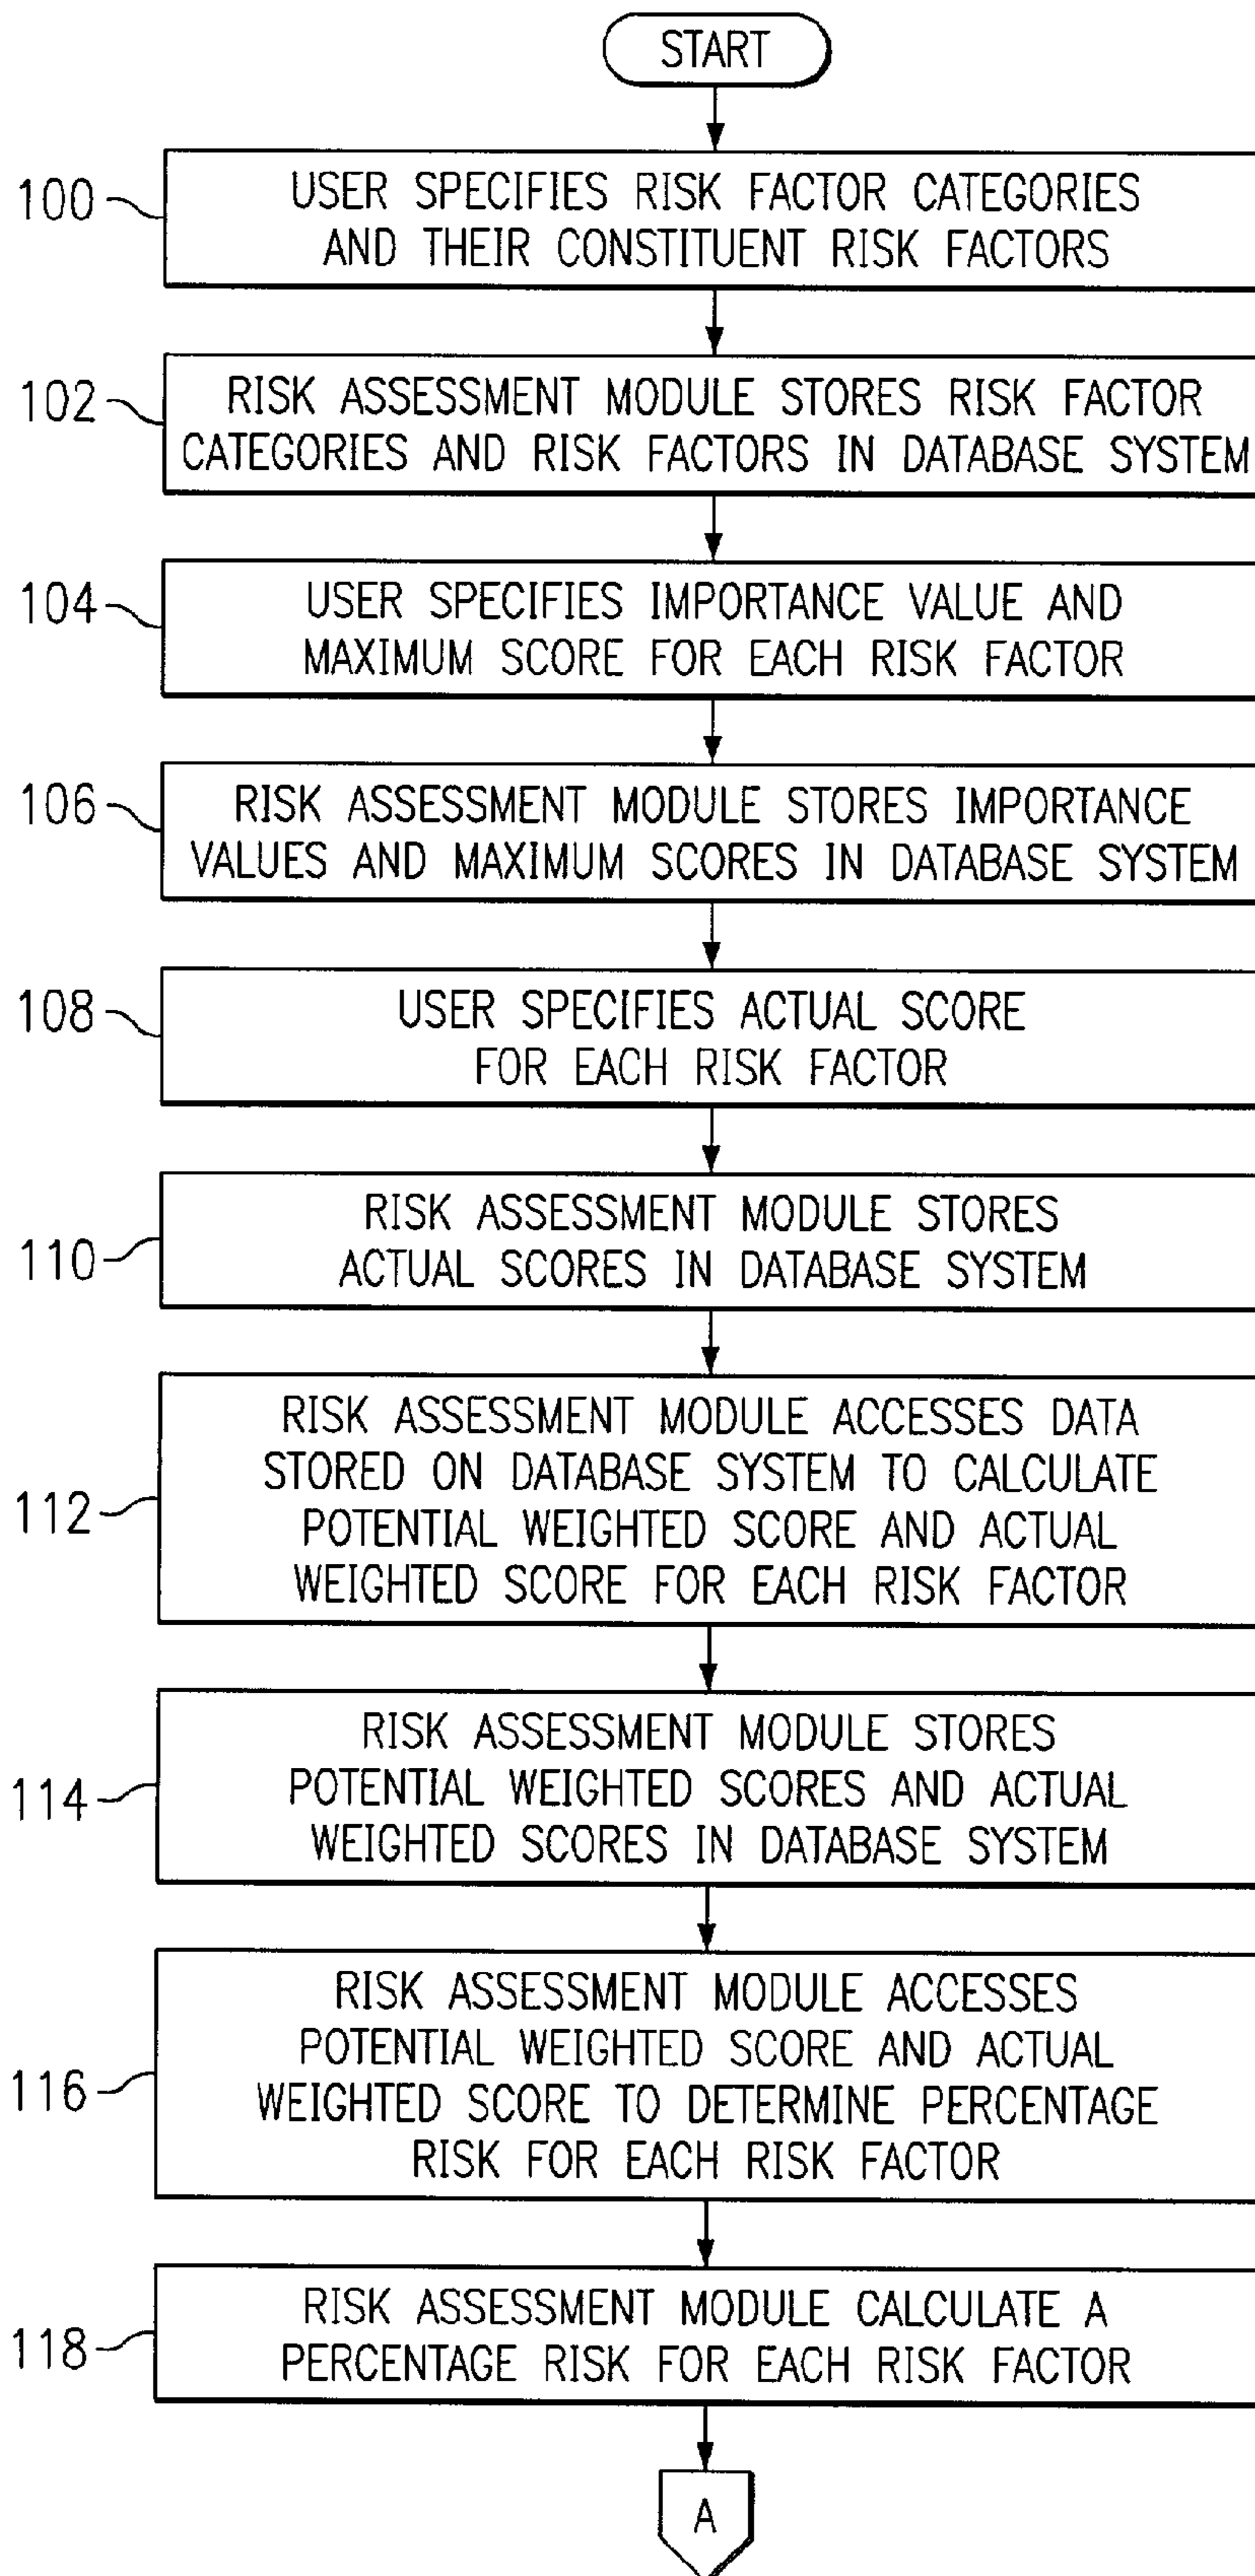 START
100
USER SPECIFIES RISK FACTOR CATEGORIES
AND THEIR CONSTITUENT RISK FACTORS
102
RISK ASSESSMENT MODULE STORES RISK FACTOR
CATEGORIES AND RISK FACTORS IN DATABASE SYSTEM
104
USER SPECIFIES IMPORTANCE VALUE AND
MAXIMUM SCORE FOR EACH RISK FACTOR
106
RISK ASSESSMENT MODULE STORES IMPORTANCE
VALUES AND MAXIMUM SCORES IN DATABASE SYSTEM
108
USER SPECIFIES ACTUAL SCORE
FOR EACH RISK FACTOR
110
RISK ASSESSMENT MODULE STORES
ACTUAL SCORES IN DATABASE SYSTEM
112
RISK ASSESSMENT MODULE ACCESSES DATA
STORED ON DATABASE SYSTEM TO CALCULATE
POTENTIAL WEIGHTED SCORE AND ACTUAL
WEIGHTED SCORE FOR EACH RISK FACTOR
114
RISK ASSESSMENT MODULE STORES
POTENTIAL WEIGHTED SCORES AND ACTUAL
WEIGHTED SCORES IN DATABASE SYSTEM
116
RISK ASSESSMENT MODULE ACCESSES
POTENTIAL WEIGHTED SCORE AND ACTUAL
WEIGHTED SCORE TO DETERMINE PERCENTAGE
RISK FOR EACH RISK FACTOR
118
RISK ASSESSMENT MODULE CALCULATE A
PERCENTAGE RISK FOR EACH RISK FACTOR
A